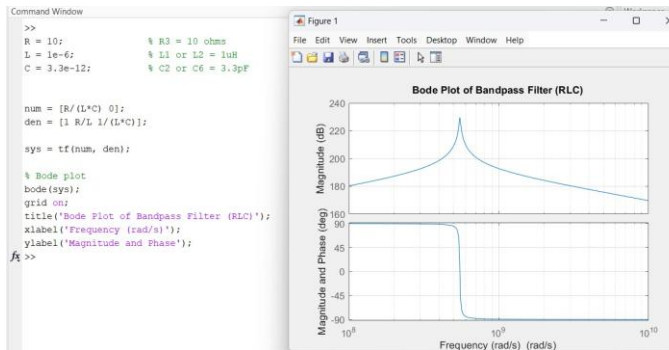 Command Window
>>
R = 10; % R3 = 10 ohms
L = 1e-6; % L1 or L2 = 1uH
C = 3.3e-12; % C2 or C6 = 3.3pF
num = [R/(L*C) 0];
den = [1 R/L 1/(L*C)];
sys = tf(num, den);
% Bode plot
bode(sys);
grid on;
title('Bode Plot of Bandpass Filter (RLC)');
xlabel('Frequency (rad/s)');
ylabel('Magnitude and Phase');
fx >>
Figure 1
File Edit View Insert Tools Desktop Window Help
Bode Plot of Bandpass Filter (RLC)
Magnitude (dB)
240
220
200
180
160
Magnitude and Phase (deg)
90
45
0
-45
-90
10^8 10^9 10^10
Frequency (rad/s) (rad/s)